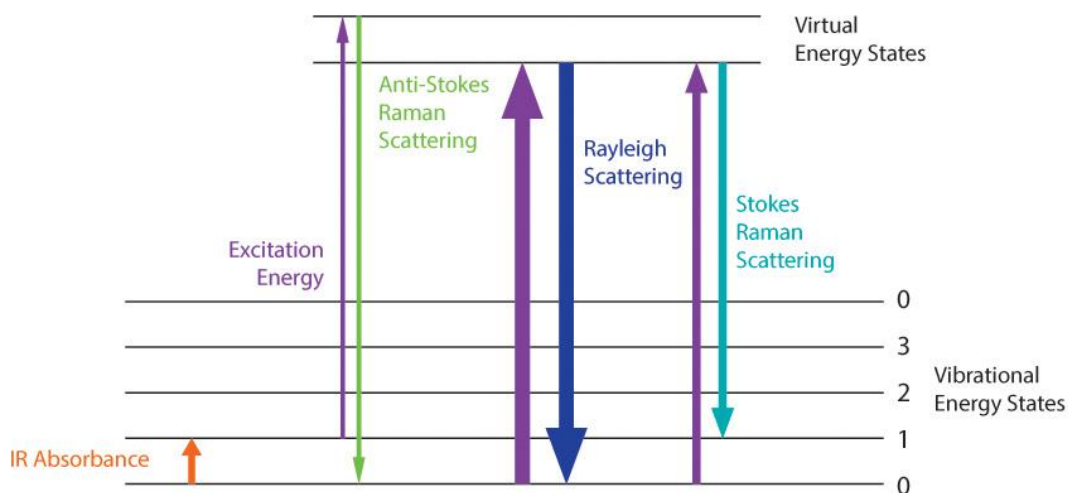 Virtual
Energy States
Anti-Stokes
Raman
Scattering
Rayleigh
Scattering
Stokes
Raman
Scattering
Excitation
Energy
0
3
2
Vibrational
Energy States
1
IR Absorbance
0